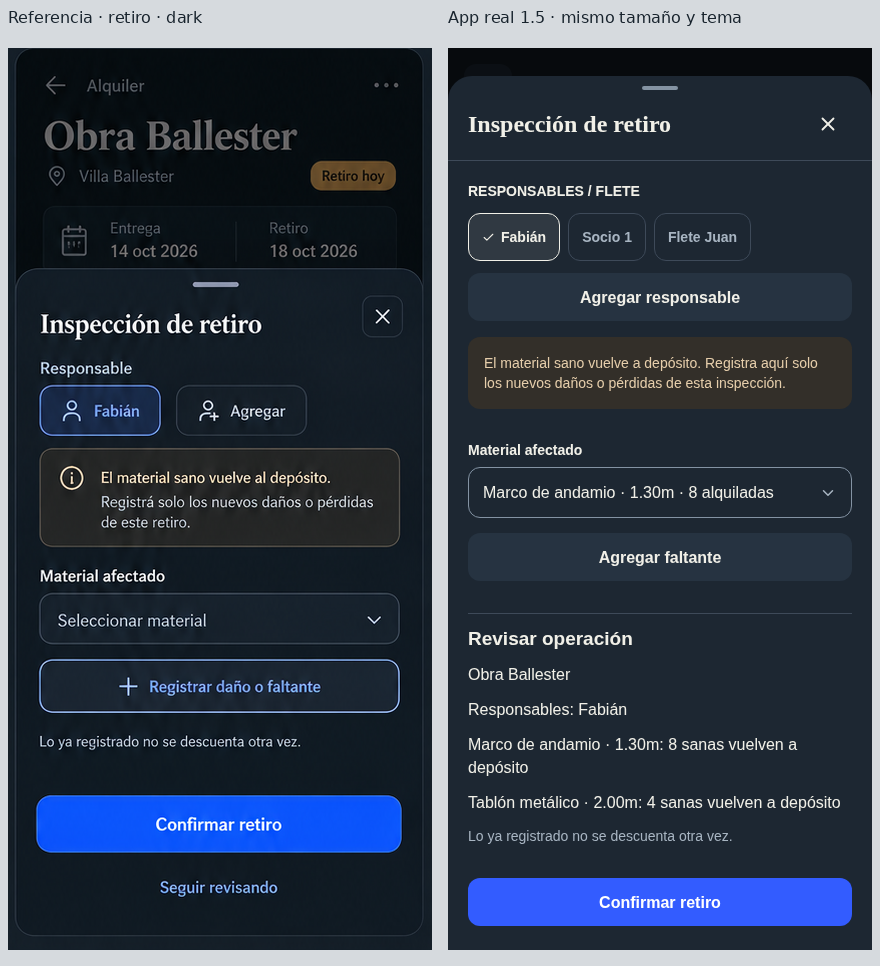 Referencia · retiro · dark
Alquiler
Obra Ballester
Villa Ballester
Retiro hoy
Entrega
14 oct 2026
Retiro
18 oct 2026
Inspección de retiro
Responsable
Fabián
Agregar
El material sano vuelve al depósito.
Registrá solo los nuevos daños o pérdidas
de este retiro.
Material afectado
Seleccionar material
Registrar daño o faltante
Lo ya registrado no se descuenta otra vez.
Confirmar retiro
Seguir revisando
App real 1.5 · mismo tamaño y tema
Inspección de retiro
RESPONSABLES / FLETE
✓ Fabián
Socio 1
Flete Juan
Agregar responsable
El material sano vuelve a depósito. Registra aquí solo
los nuevos daños o pérdidas de esta inspección.
Material afectado
Marco de andamio · 1.30m · 8 alquiladas
Agregar faltante
Revisar operación
Obra Ballester
Responsables: Fabián
Marco de andamio · 1.30m: 8 sanas vuelven a
depósito
Tablón metálico · 2.00m: 4 sanas vuelven a depósito
Lo ya registrado no se descuenta otra vez.
Confirmar retiro